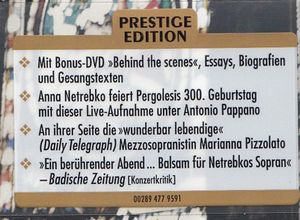 PRESTIGE
EDITION
Mit Bonus-DVD »Behind the scenes«, Essays, Biografien
und Gesangstexten
Anna Netrebko feiert Pergolesis 300. Geburtstag
mit dieser Live-Aufnahme unter Antonio Pappano
An ihrer Seite die »wunderbar lebendige«
(Daily Telegraph) Mezzosopranistin Marianna Pizzolato
»Ein berührender Abend ... Balsam für Netrebkos Sopran«
– Badische Zeitung [Konzertkritik]
00289 477 9591